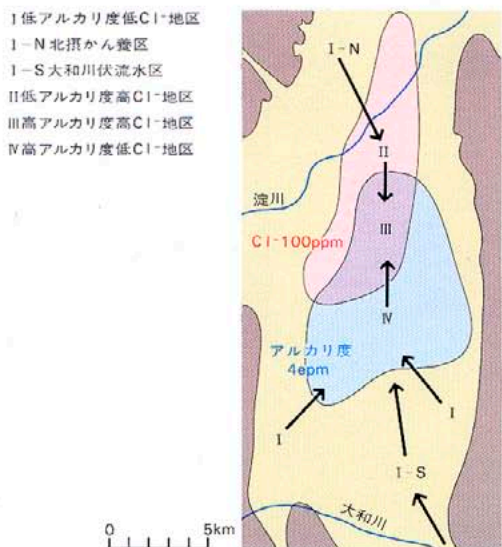 I 低アルカリ度低Cl⁻地区
I-N北摂かん養区
I-S大和川伏流水区
II低アルカリ度高Cl⁻地区
III高アルカリ度高Cl⁻地区
IV高アルカリ度低Cl⁻地区
I-N
II
淀川
III
Cl⁻100ppm
IV
アルカリ度
4epm
I
I
I-S
大和川
0 5km